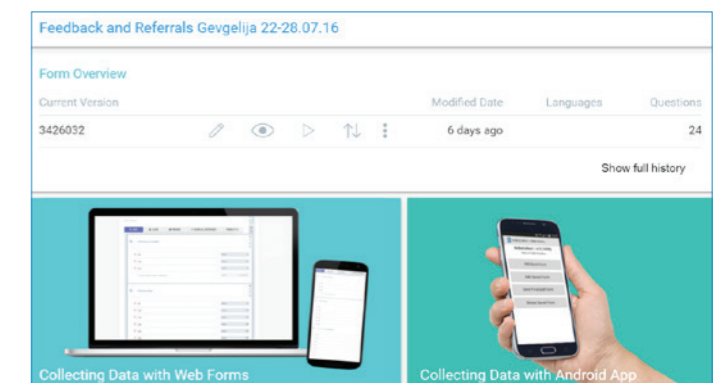 Feedback and Referrals Gevgelija 22-28.07.16
Form Overview
Current Version Modified Date Languages Questions
3426032 6 days ago 24
Show full history
Collecting Data with Web Forms
Collecting Data with Android App